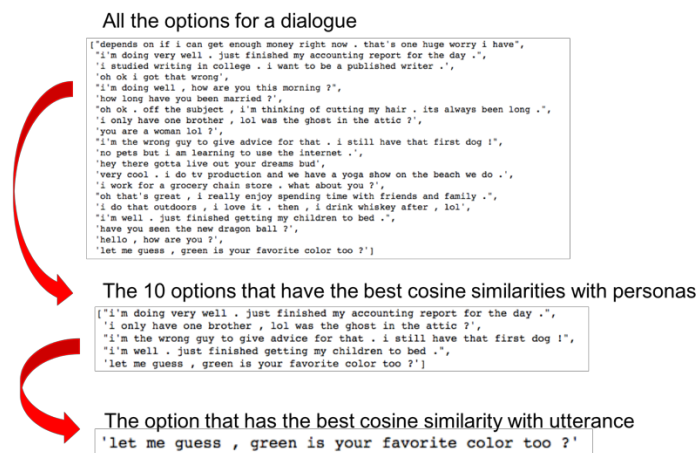 All the options for a dialogue
["depends on if i can get enough money right now . that's one huge worry i have",
"i'm doing very well . just finished my accounting report for the day .",
'i studied writing in college . i want to be a published writer .',
'oh ok i got that wrong',
"i'm doing well , how are you this morning ?",
'how long have you been married ?',
"oh ok . off the subject , i'm thinking of cutting my hair . its always been long .",
'i only have one brother , lol was the ghost in the attic ?',
'you are a woman lol ?',
"i'm the wrong guy to give advice for that . i still have that first dog !",
'no pets but i am learning to use the internet .',
'hey there gotta live out your dreams bud',
'very cool . i do tv production and we have a yoga show on the beach we do .',
'i work for a grocery chain store . what about you ?',
"oh that's great , i really enjoy spending time with friends and family .",
'i do that outdoors , i love it . then , i drink whiskey after , lol',
"i'm well . just finished getting my children to bed .",
'have you seen the new dragon ball ?',
'hello , how are you ?',
'let me guess , green is your favorite color too ?']
The 10 options that have the best cosine similarities with personas
["i'm doing very well . just finished my accounting report for the day .",
'i only have one brother , lol was the ghost in the attic ?',
"i'm the wrong guy to give advice for that . i still have that first dog !",
"i'm well . just finished getting my children to bed .",
'let me guess , green is your favorite color too ?']
The option that has the best cosine similarity with utterance
'let me guess , green is your favorite color too ?'